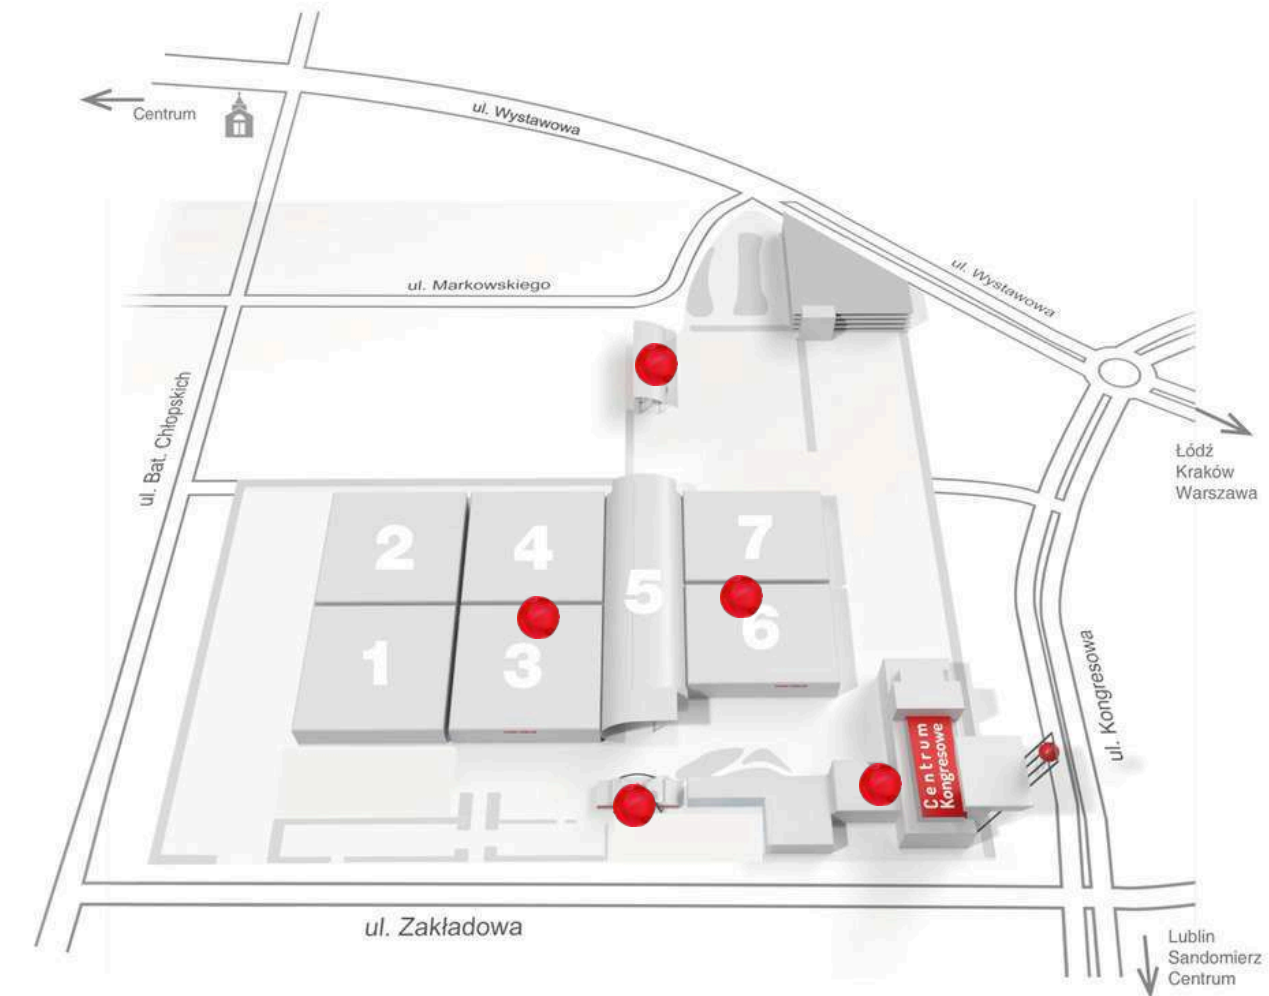 Centrum
ul. Wystawowa
ul. Markowskiego
ul. Wystawowa
ul. Bat. Chłopskich
Łódź
Kraków
Warszawa
2
4
7
5
1
3
6
ul. Kongresowa
Centrum
Kongresowe
ul. Zakładowa
Lublin
Sandomierz
Centrum